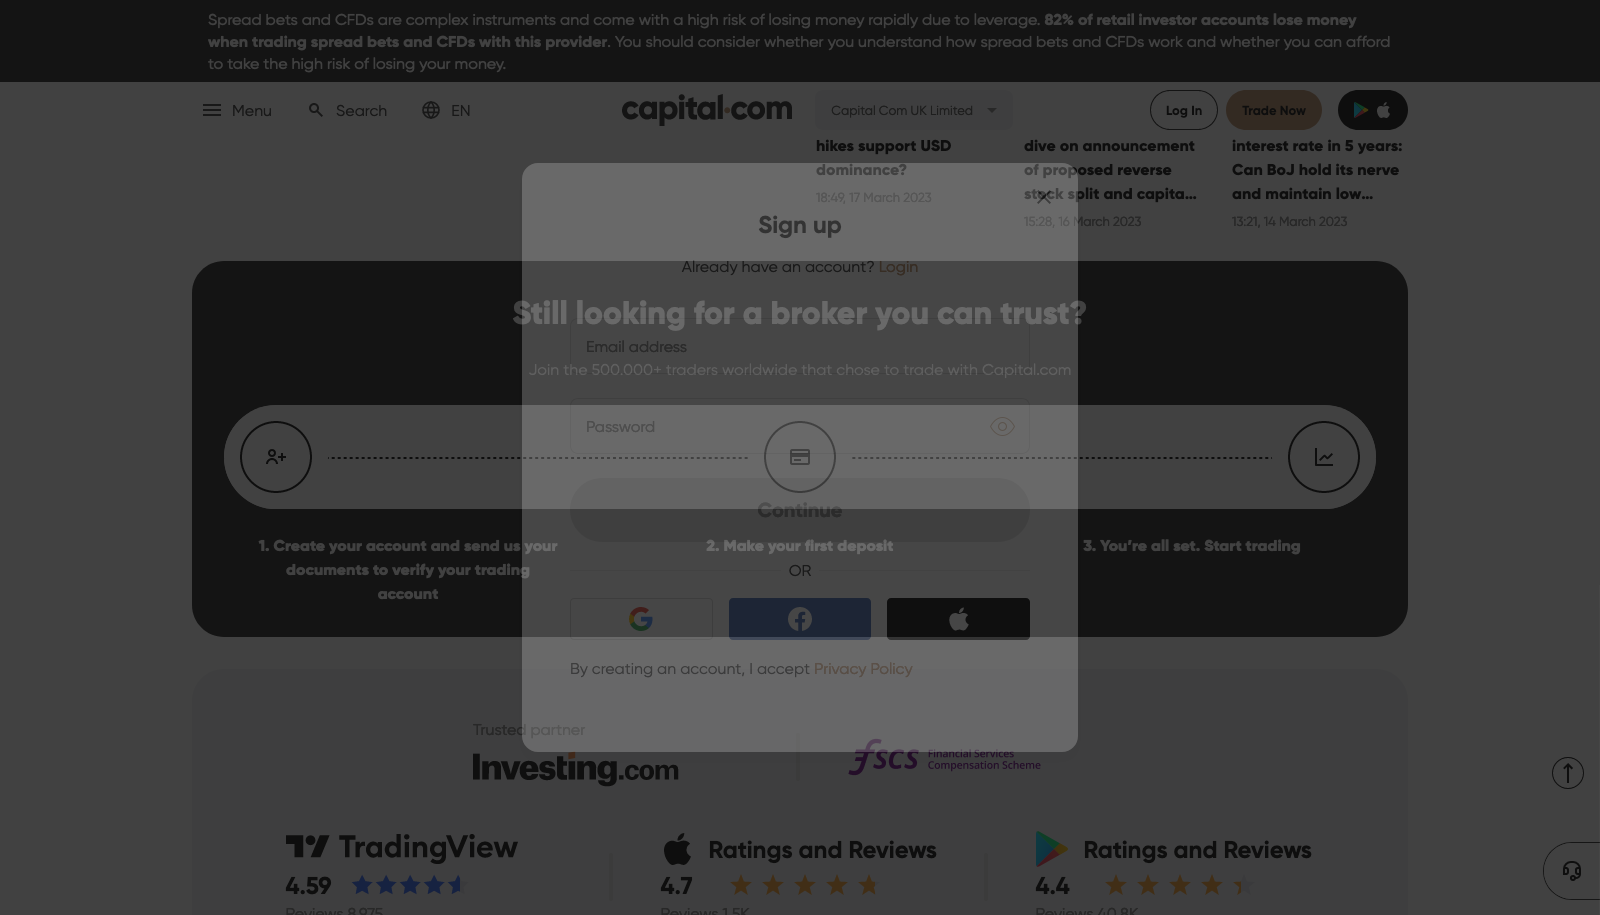 Spread bets and CFDs are complex instruments and come with a high risk of losing money rapidly due to leverage. 82% of retail investor accounts lose money
when trading spread bets and CFDs with this provider. You should consider whether you understand how spread bets and CFDs work and whether you can afford
to take the high risk of losing your money.
Menu
Search
EN
capital.com
Capital Com UK Limited
Log In
Trade Now
hikes support USD
dominance?
18:49, 17 March 2023
dive on announcement
of proposed reverse
stock split and capita...
15:28, 16 March 2023
interest rate in 5 years:
Can BoJ hold its nerve
and maintain low...
13:21, 14 March 2023
Sign up
Already have an account? Login
Still looking for a broker you can trust?
Email address
Join the 500.000+ traders worldwide that chose to trade with Capital.com
Password
Continue
1. Create your account and send us your
documents to verify your trading
account
2. Make your first deposit
3. You’re all set. Start trading
OR
By creating an account, I accept Privacy Policy
Trusted partner
Investing.com
fscs
Financial Services
Compensation Scheme
TradingView
4.59
Reviews 8,975
Ratings and Reviews
4.7
Reviews 1.5K
Ratings and Reviews
4.4
Reviews 40.8K